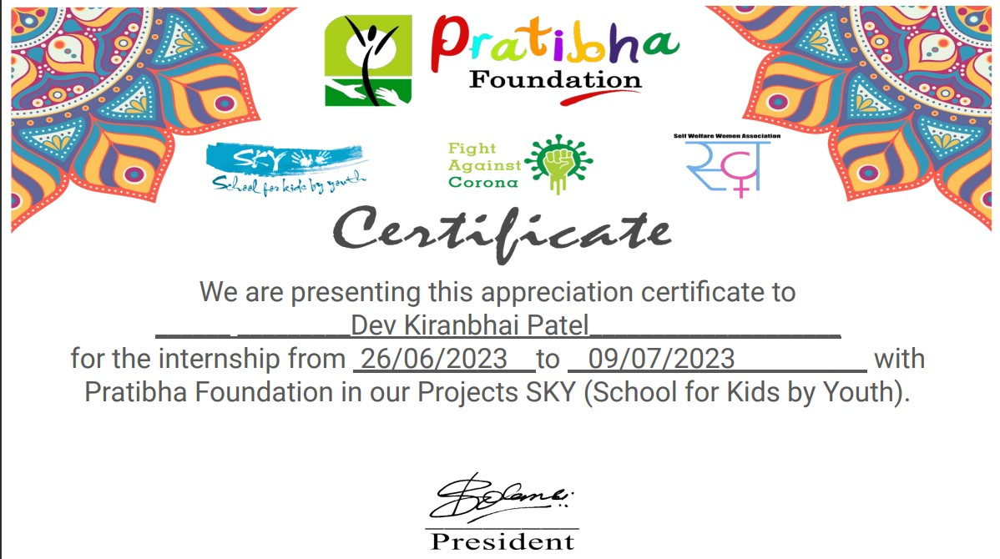 Pratibha
Foundation
SKY
School for kids by youth
Fight
Against
Corona
Self Welfare Women Association
स्व
Certificate
We are presenting this appreciation certificate to
Dev Kiranbhai Patel
for the internship from 26/06/2023 to 09/07/2023 with
Pratibha Foundation in our Projects SKY (School for Kids by Youth).
President